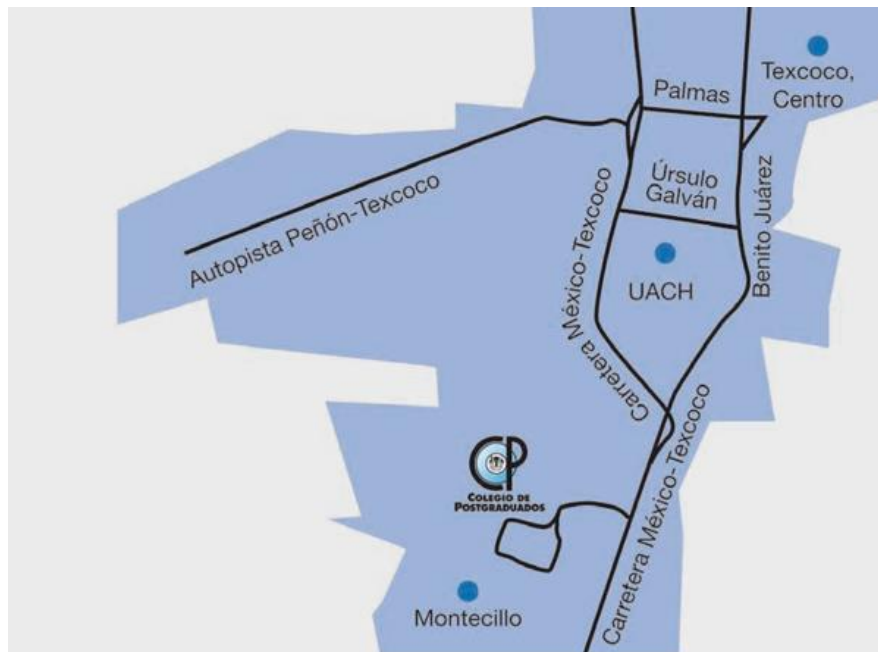 Texcoco,
Centro
Palmas
Úrsulo
Galván
Autopista Peñón-Texcoco
Carretera México-Texcoco
Benito Juárez
UACH
Carretera México-Texcoco
CP
COLEGIO DE
POSTGRADUADOS
Montecillo